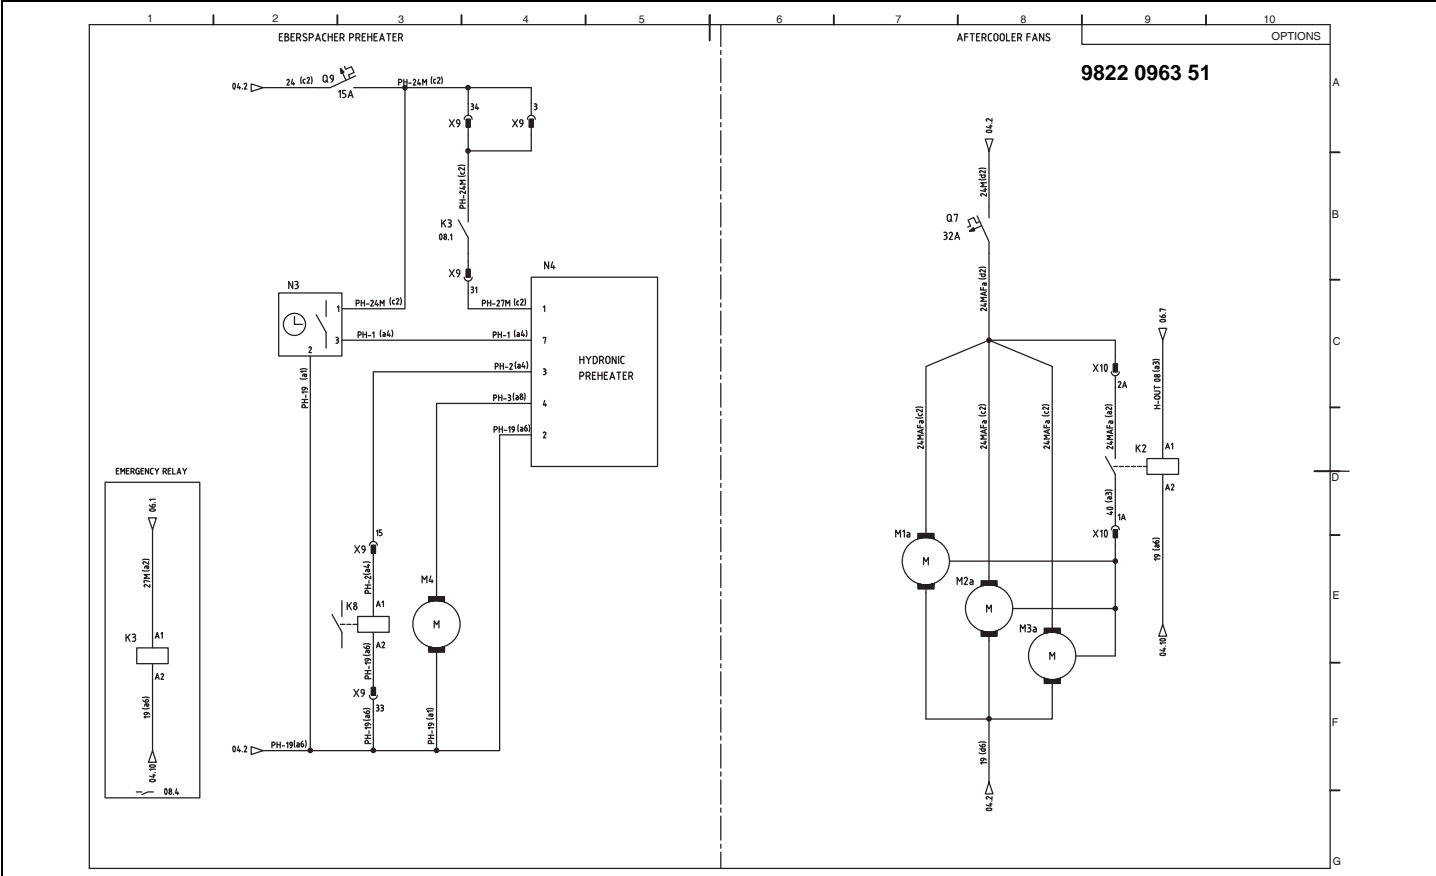 1 2 3 4 5 6 7 8 9 10
EBERSPACHER PREHEATER
AFTERCOOLER FANS
OPTIONS
9822 0963 51
A
B
C
D
E
F
G
04.2
24 (c2)
Q9
15A
PH-24M (c2)
34
3
X9
X9
PH-24M(c2)
K3
08.1
X9
31
N4
N3
1
3
2
PH-24M (c2)
PH-27M (c2)
1
PH-1 (a4)
PH-1 (a4)
7
PH-2(a4)
3
PH-3(a8)
4
PH-19(a6)
2
HYDRONIC
PREHEATER
PH-19 (a1)
EMERGENCY RELAY
06.1
27M(a2)
K3
A1
A2
19(a6)
04.10
08.4
15
X9
PH-2(a4)
K8
A1
A2
PH-19(a6)
X9
33
PH-19(a6)
M4
M
PH-19(a1)
04.2
PH-19(a6)
04.2
24M(d2)
Q7
32A
24MAFa(d2)
24MAFa(c2)
24MAFa(c2)
24MAFa(c2)
X10
2A
24MAFa(a2)
40 (a3)
1A
X10
06.7
H-OUT 08(a3)
K2
A1
A2
19 (a6)
04.10
M1a
M
M2a
M
M3a
M
19 (d6)
04.2